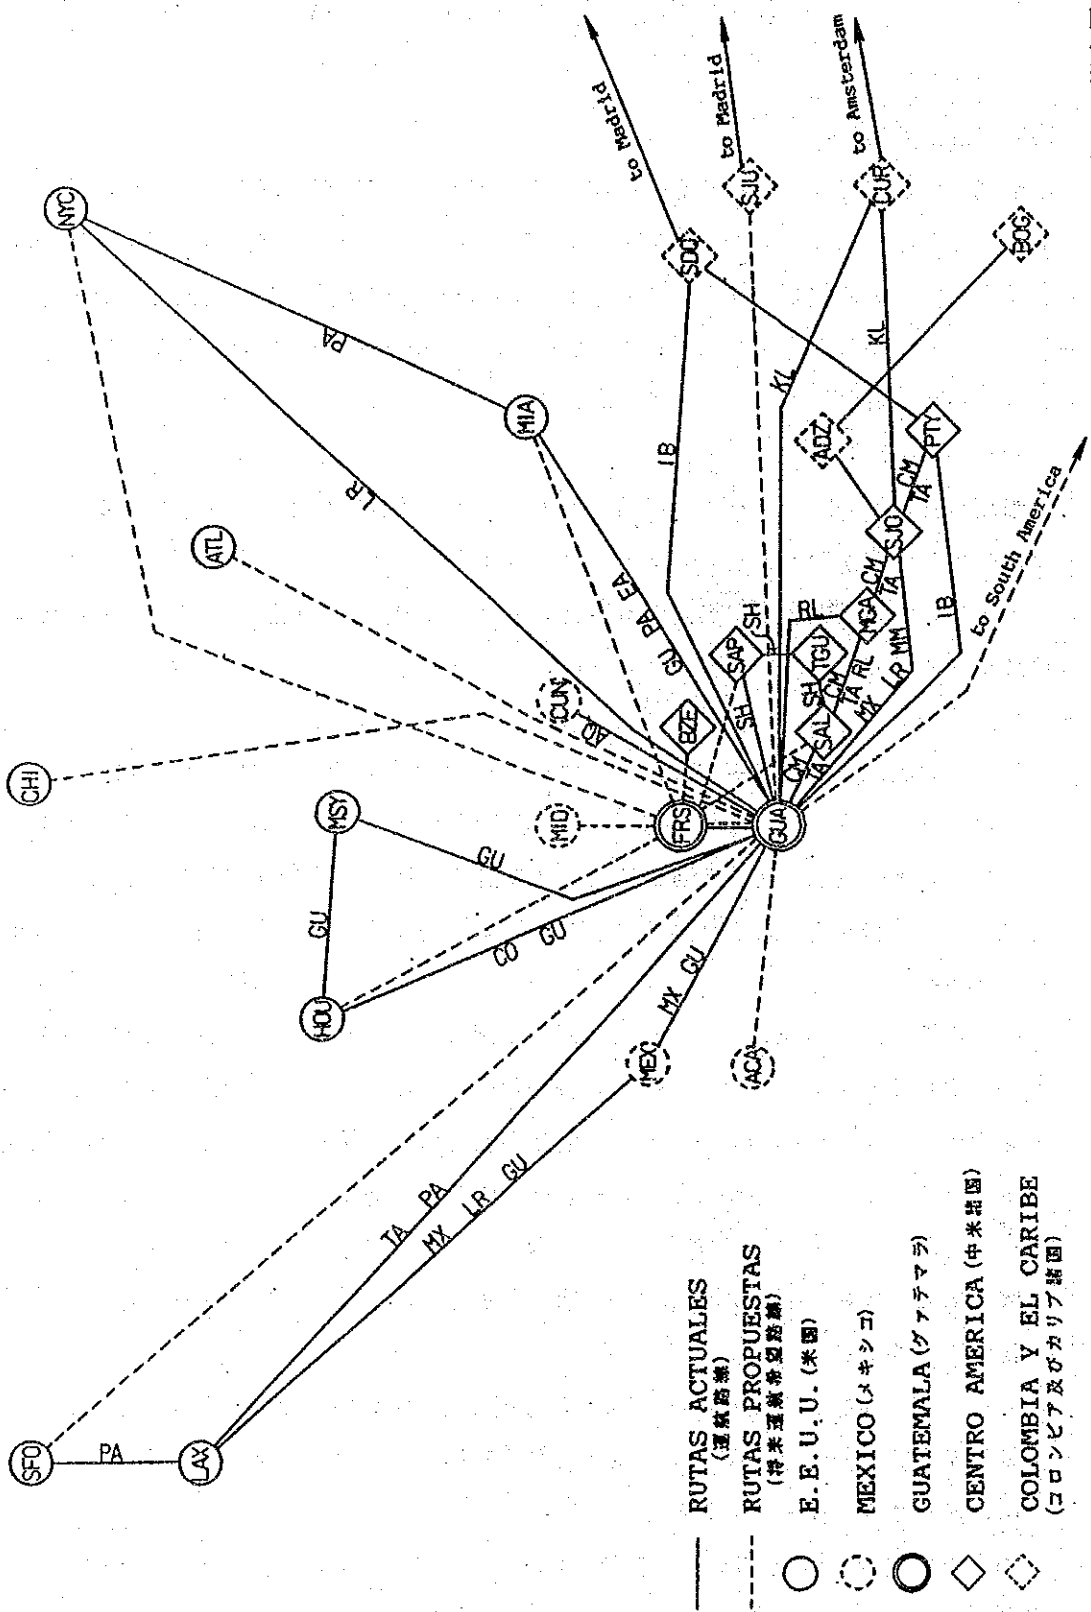 CHI
SFO
PA
LAX
NYC
PA
LR
ATL
MSY
GU
HOU
GU
CO GU
MIA
GU PA EA
CUN
AD
MID
MEX
MX GU
TA PA
MX LR GU
ACA
FRS
GUA
BZE
SAP
SH
SH
TGU
SH
CM
SAL
CM
TA
TA RL
RL
MGA
CM
TA
SJO
CM
TA
PTY
MX LR MM
IB
IB
KL
KL
ADZ
SDQ
SJU
CUR
BOG
to Madrid
to Madrid
to Amsterdam
to South America
RUTAS ACTUALES
(運航路線)
RUTAS PROPUESTAS
(将来運航希望路線)
E.E.U.U. (米国)
MEXICO (メキシコ)
GUATEMALA (グァテマラ)
CENTRO AMERICA (中米諸国)
COLOMBIA Y EL CARIBE
(コロンビア及びカリブ諸国)